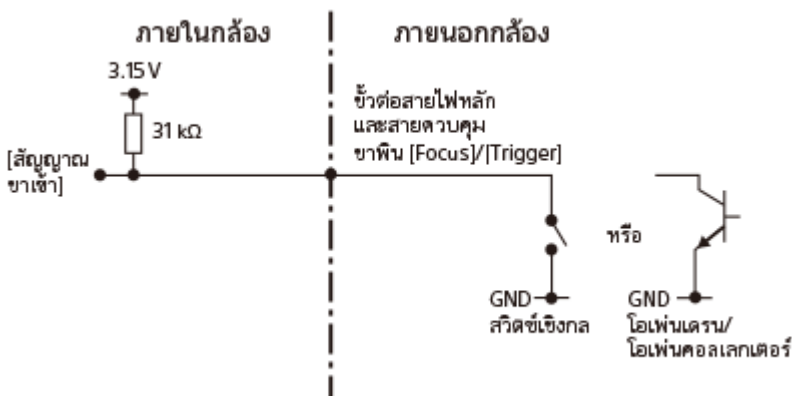 ภายในกล้อง
ภายนอกกล้อง
3.15V
31 kΩ
[สัญญาณ
ขาเข้า]
ขั้วต่อสายไฟหลัก
และสายควบคุม
ขาพิน [Focus]/[Trigger]
หรือ
GND
สวิตช์เชิงกล
GND
โอเพ่นเดรน/
โอเพ่นคอลเลกเตอร์